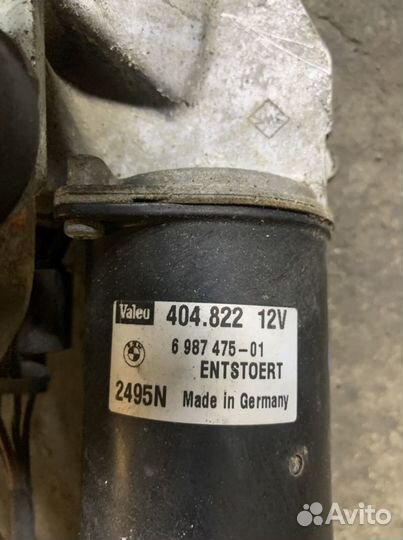 Valeo 404.822 12V
6 987 475-01
ENTSTOERT
2495N Made in Germany
Avito